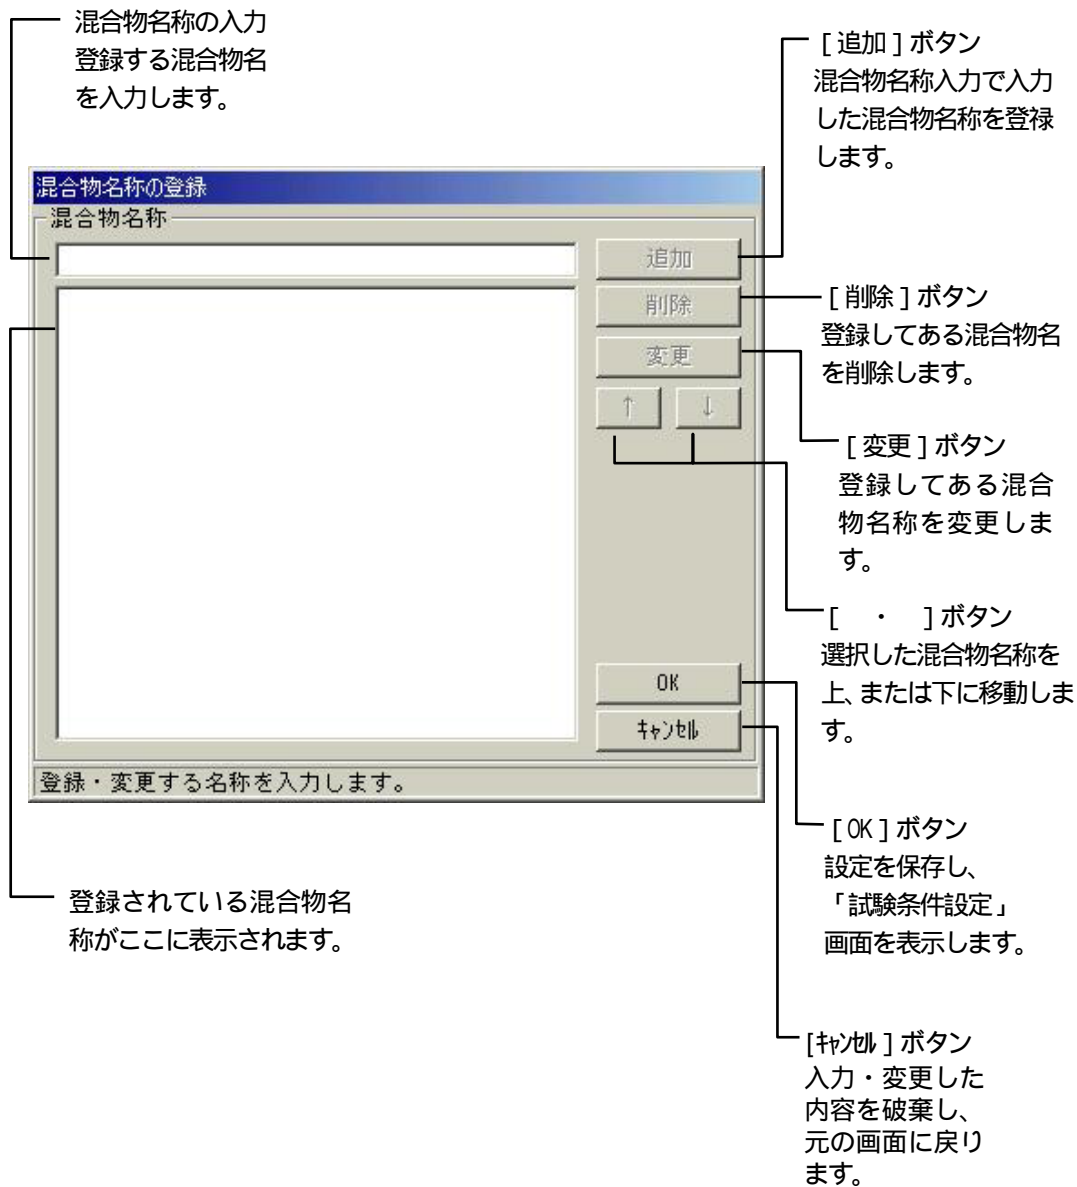 混合物名称の入力
登録する混合物名
を入力します。
[ 追加 ] ボタン
混合物名称入力で入力
した混合物名称を登禄
します。
混合物名称の登録
混合物名称
追加
削除
変更
↑ ↓
OK
ｷｬﾝｾﾙ
登録・変更する名称を入力します。
[ 削除 ] ボタン
登録してある混合物名
を削除します。
[ 変更 ] ボタン
登録してある混合
物名称を変更しま
す。
[ ・ ] ボタン
選択した混合物名称を
上、または下に移動しま
す。
[ OK ] ボタン
設定を保存し、
「試験条件設定」
画面を表示します。
登録されている混合物名
称がここに表示されます。
[ｷｬﾝｾﾙ ] ボタン
入力・変更した
内容を破棄し、
元の画面に戻り
ます。